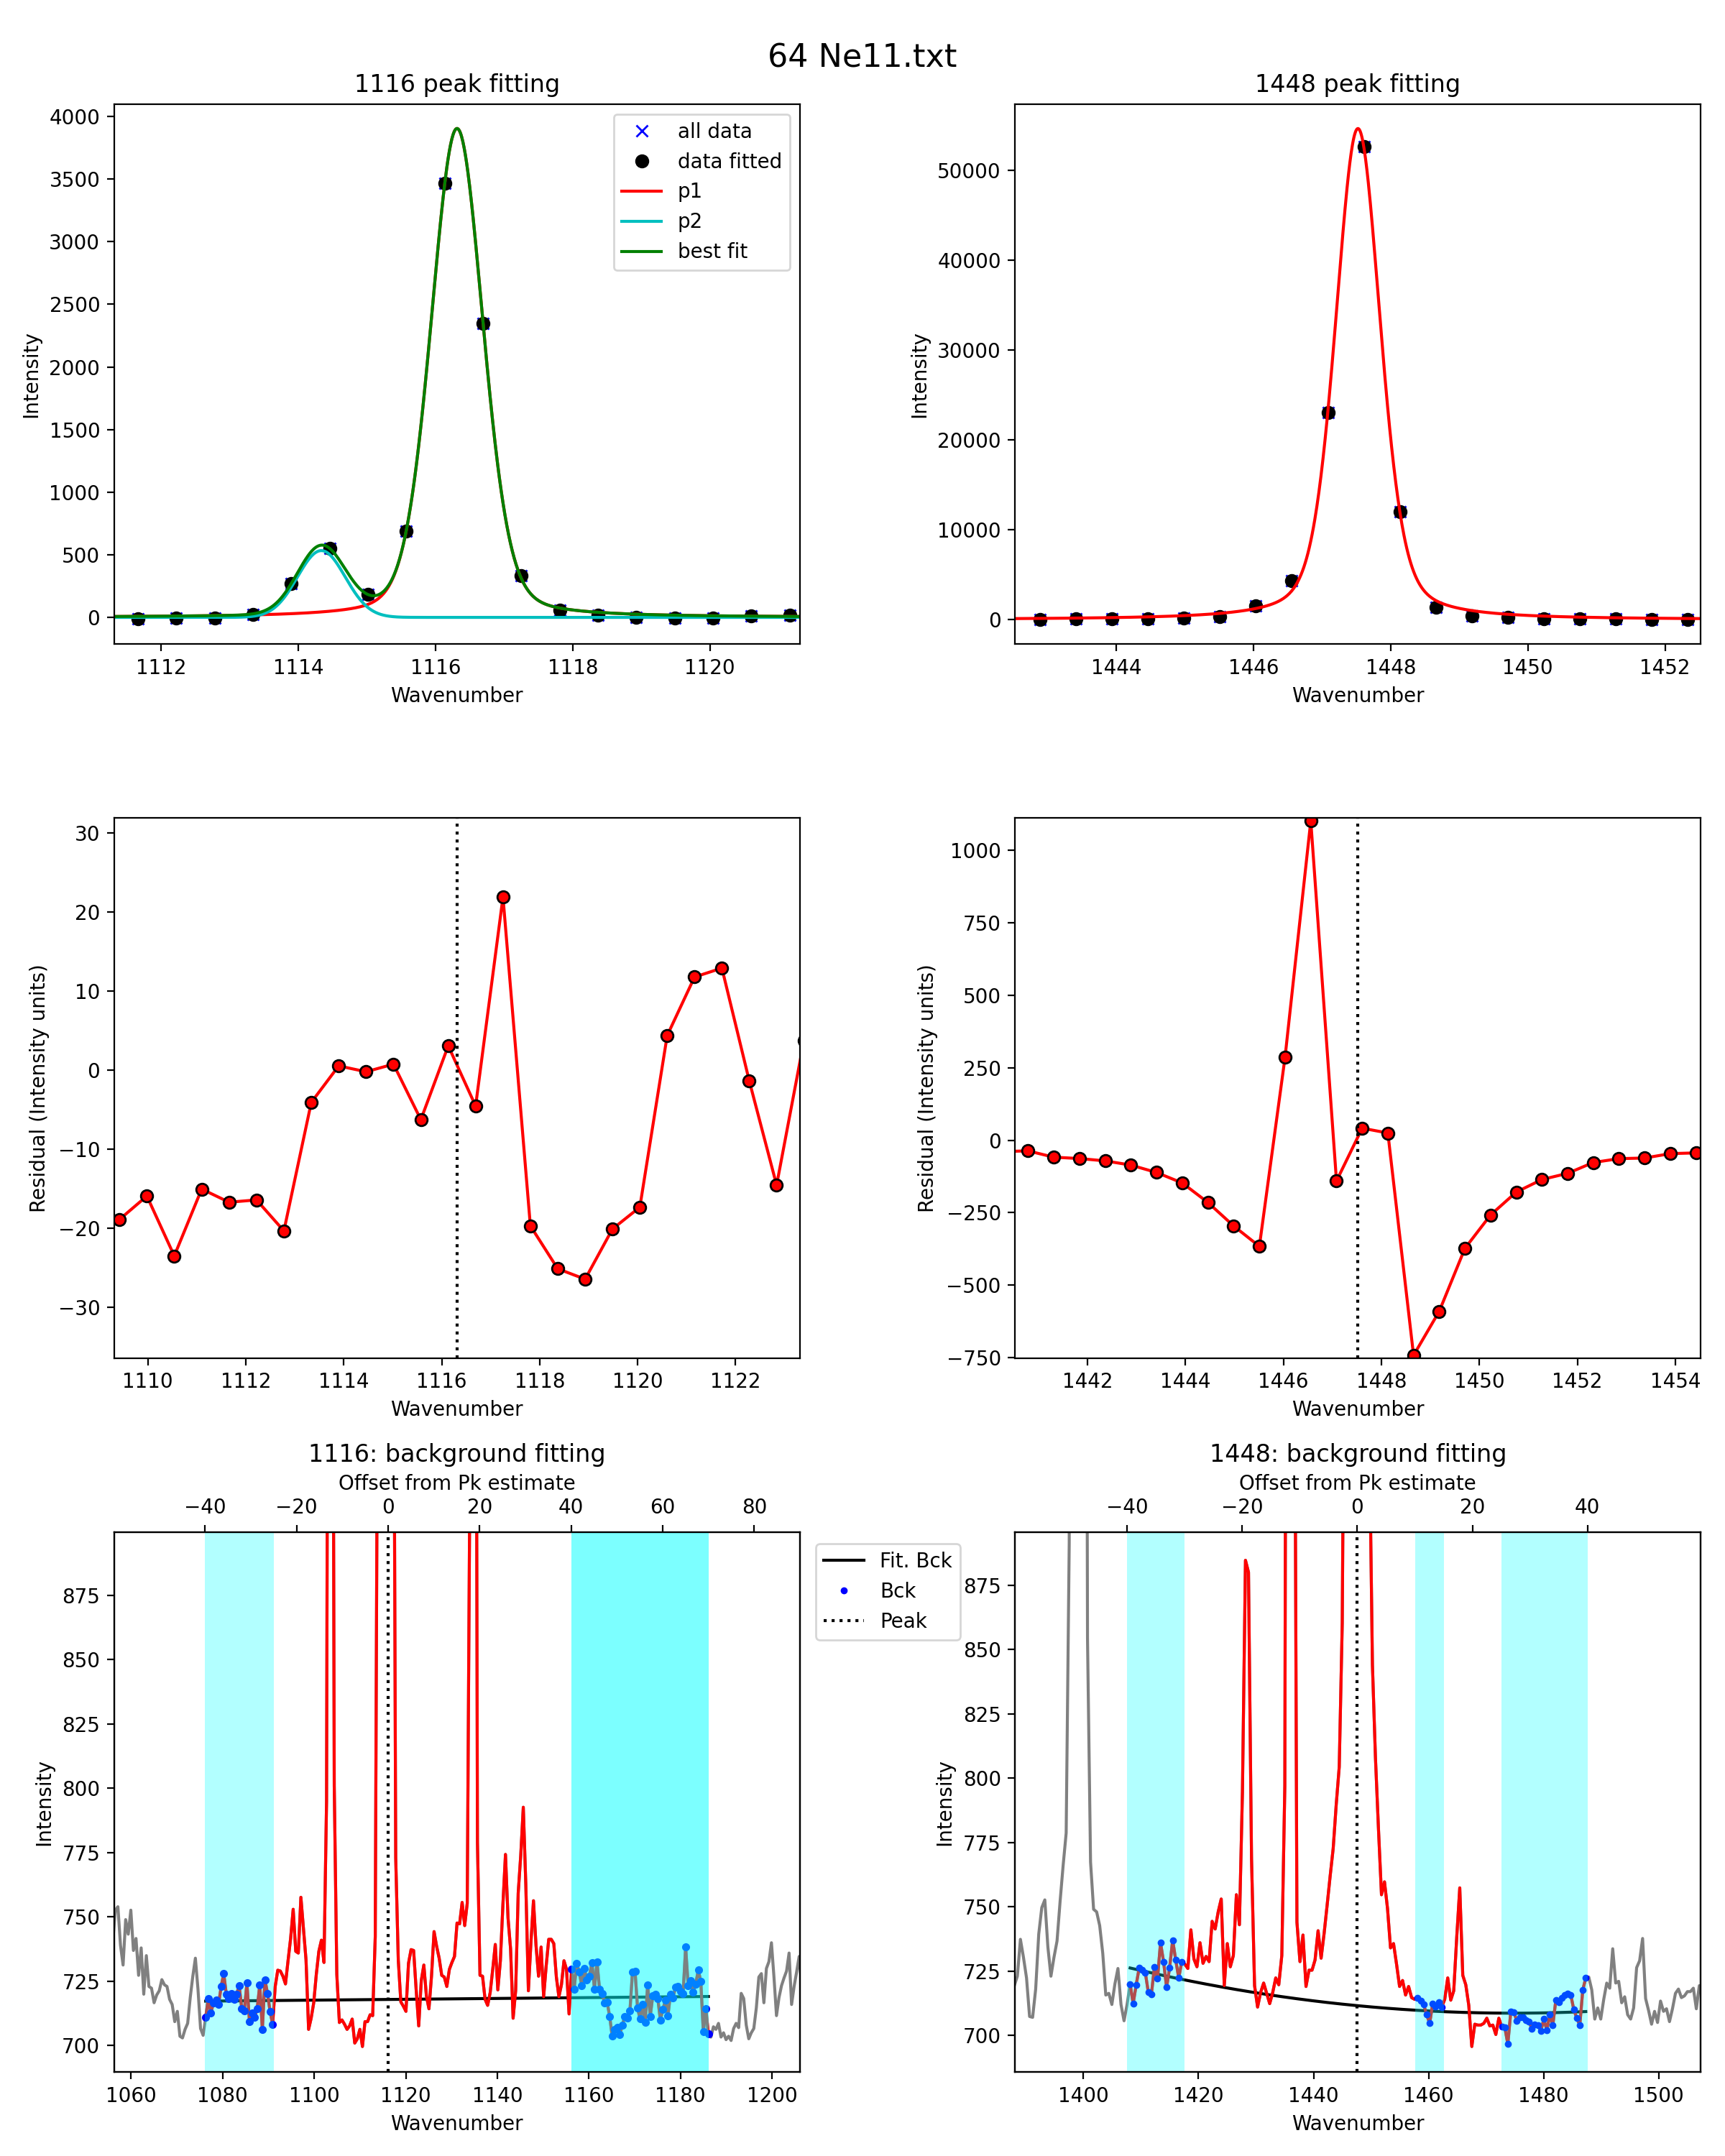 64 Ne11.txt
1116 peak fitting
4000
3500
3000
2500
2000
1500
1000
500
0
Intensity
all data
data fitted
p1
p2
best fit
1112 1114 1116 1118 1120
Wavenumber
1448 peak fitting
50000
40000
30000
20000
10000
0
Intensity
1444 1446 1448 1450 1452
Wavenumber
30
20
10
0
−10
−20
−30
Residual (Intensity units)
1110 1112 1114 1116 1118 1120 1122
Wavenumber
1000
750
500
250
0
−250
−500
−750
Residual (Intensity units)
1442 1444 1446 1448 1450 1452 1454
Wavenumber
1116: background fitting
Offset from Pk estimate
−40 −20 0 20 40 60 80
875
850
825
800
775
750
725
700
Intensity
1060 1080 1100 1120 1140 1160 1180 1200
Wavenumber
Fit. Bck
Bck
Peak
1448: background fitting
Offset from Pk estimate
−40 −20 0 20 40
875
850
825
800
775
750
725
700
Intensity
1400 1420 1440 1460 1480 1500
Wavenumber